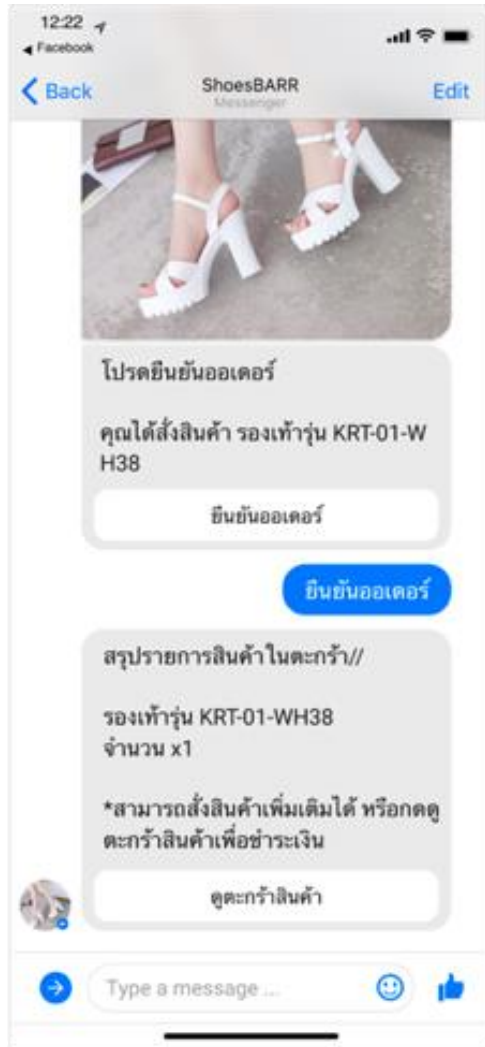 12:22
Facebook
Back
ShoesBARR
Messenger
Edit
โปรดยืนยันออเดอร์
คุณได้สั่งสินค้า รองเท้ารุ่น KRT-01-W
H38
ยืนยันออเดอร์
ยืนยันออเดอร์
สรุปรายการสินค้าในตะกร้า//
รองเท้ารุ่น KRT-01-WH38
จำนวน x1
*สามารถสั่งสินค้าเพิ่มเติมได้ หรือกดดู
ตะกร้าสินค้าเพื่อชำระเงิน
ดูตะกร้าสินค้า
Type a message ...